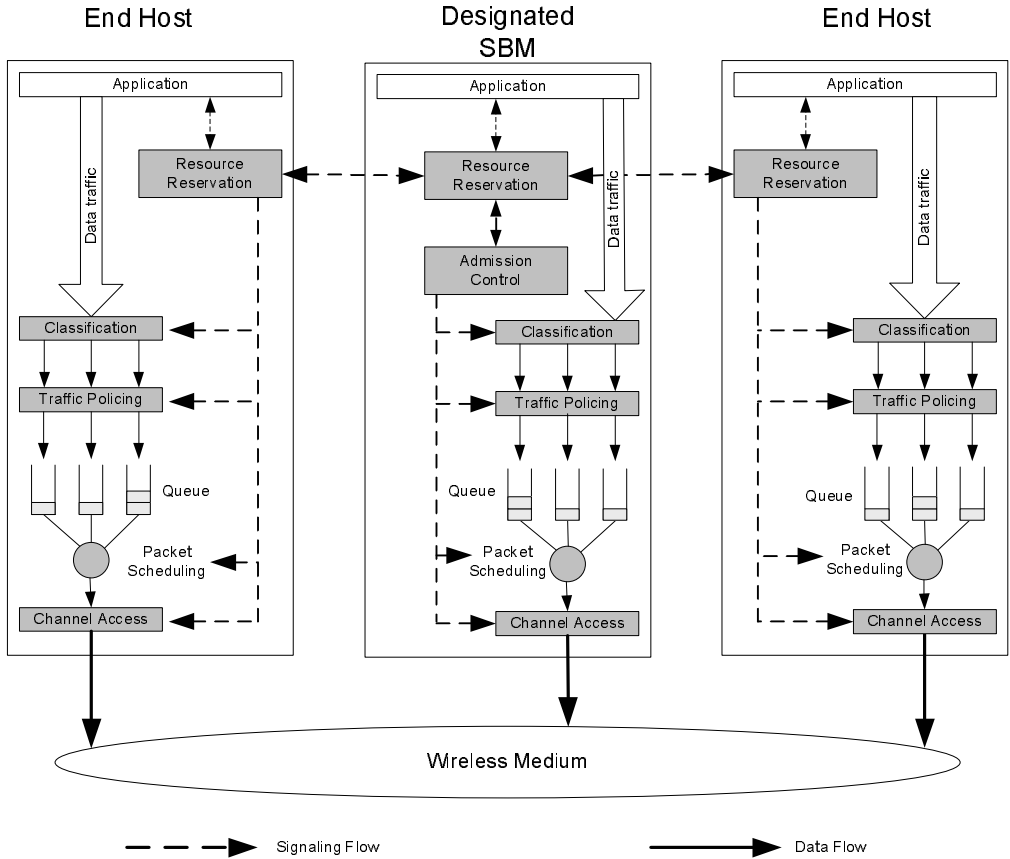 End Host
Designated
SBM
End Host
Application
Resource
Reservation
Data traffic
Classification
Traffic Policing
Queue
Packet
Scheduling
Channel Access
Application
Resource
Reservation
Data traffic
Admission
Control
Classification
Traffic Policing
Queue
Packet
Scheduling
Channel Access
Application
Resource
Reservation
Data traffic
Classification
Traffic Policing
Queue
Packet
Scheduling
Channel Access
Wireless Medium
Signaling Flow
Data Flow